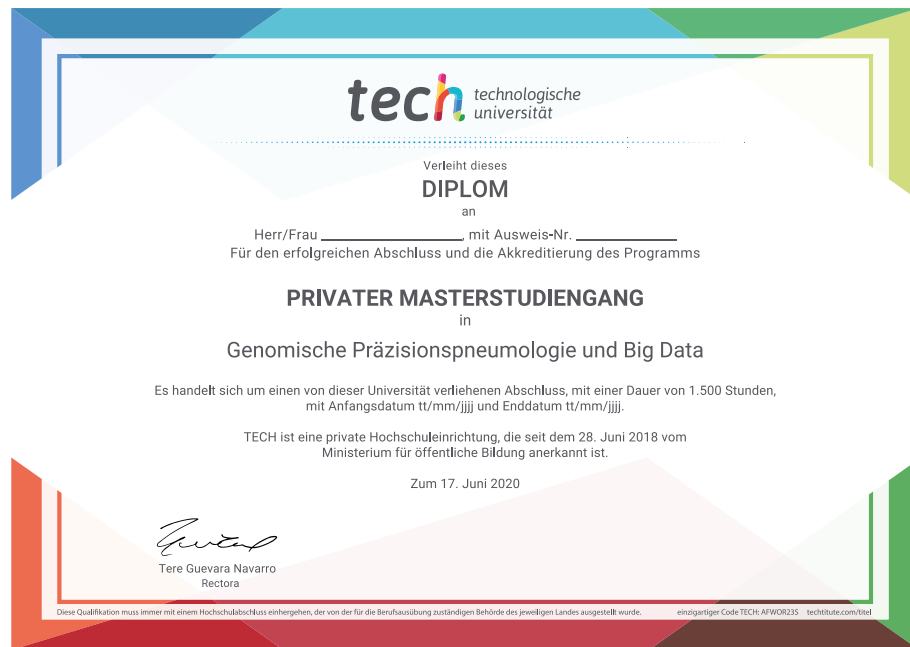 tech technologische
universität
Verleiht dieses
DIPLOM
an
Herr/Frau ____________________, mit Ausweis-Nr. ______________
Für den erfolgreichen Abschluss und die Akkreditierung des Programms
PRIVATER MASTERSTUDIENGANG
in
Genomische Präzisionspneumologie und Big Data
Es handelt sich um einen von dieser Universität verliehenen Abschluss, mit einer Dauer von 1.500 Stunden,
mit Anfangsdatum tt/mm/jjjj und Enddatum tt/mm/jjjj.
TECH ist eine private Hochschuleinrichtung, die seit dem 28. Juni 2018 vom
Ministerium für öffentliche Bildung anerkannt ist.
Zum 17. Juni 2020
Tere Guevara Navarro
Rectora
Diese Qualifikation muss immer mit einem Hochschulabschluss einhergehen, der von der für die Berufsausübung zuständigen Behörde des jeweiligen Landes ausgestellt wurde. einzigartiger Code TECH: AFWOR23S techtitute.com/titel